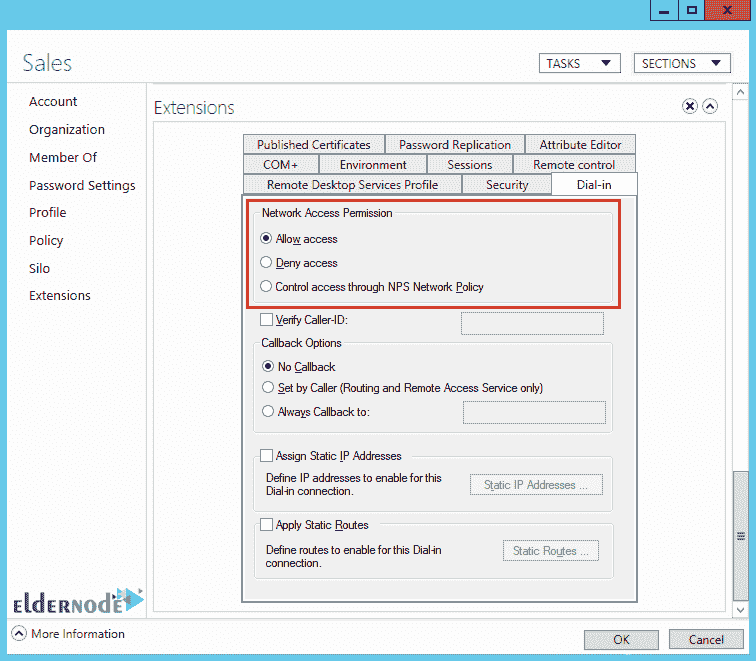 Sales
TASKS
SECTIONS
Account
Organization
Member Of
Password Settings
Profile
Policy
Silo
Extensions
Extensions
Published Certificates
Password Replication
Attribute Editor
COM+
Environment
Sessions
Remote control
Remote Desktop Services Profile
Security
Dial-in
Network Access Permission
Allow access
Deny access
Control access through NPS Network Policy
Verify Caller-ID:
Callback Options
No Callback
Set by Caller (Routing and Remote Access Service only)
Always Callback to:
Assign Static IP Addresses
Define IP addresses to enable for this
Dial-in connection.
Static IP Addresses ...
Apply Static Routes
Define routes to enable for this Dial-in
connection.
Static Routes ...
eldernode
More Information
OK
Cancel